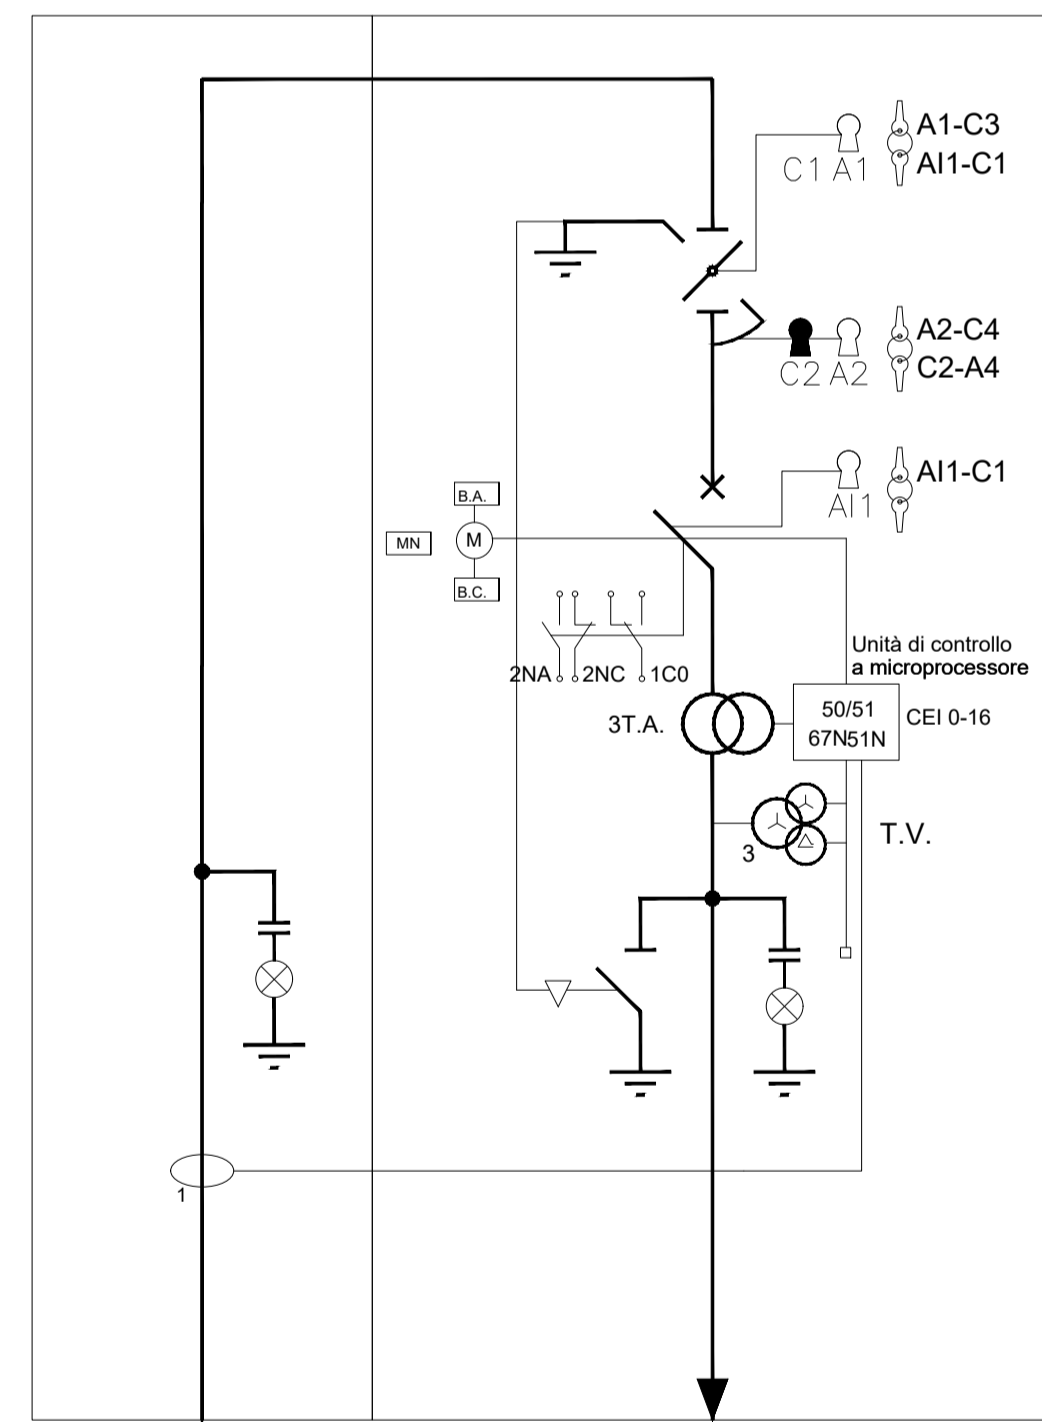 A1-C3
C1 A1
AI1-C1
A2-C4
C2 A2
C2-A4
AI1-C1
AI1
B.A.
MN
M
B.C.
2NA
2NC
1C0
Unità di controllo
a microprocessore
3T.A.
50/51
67N51N
CEI 0-16
T.V.
3
1